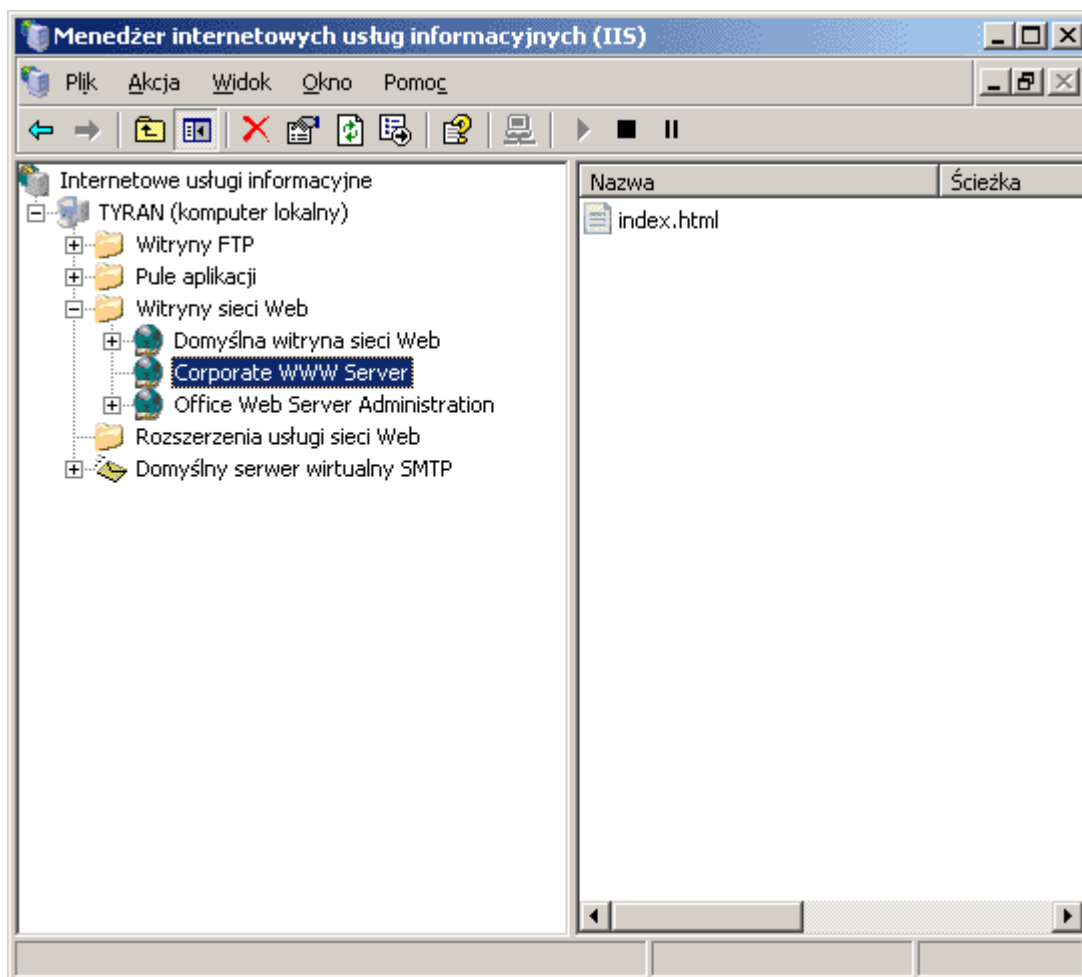 Menedżer internetowych usług informacyjnych (IIS)
Plik Akcja Widok Okno Pomoc
Internetowe usługi informacyjne
TYRAN (komputer lokalny)
Witryny FTP
Pule aplikacji
Witryny sieci Web
Domyślna witryna sieci Web
Corporate WWW Server
Office Web Server Administration
Rozszerzenia usługi sieci Web
Domyślny serwer wirtualny SMTP
Nazwa Ścieżka
index.html